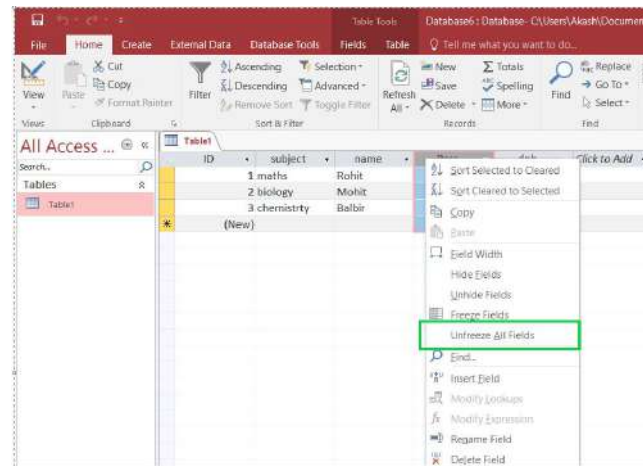 Table Tools Database6 : Database- C:\Users\Akash\Documen
File Home Create External Data Database Tools Fields Table Tell me what you want to do...
View Paste Cut Copy Format Painter
Filter Ascending Descending Remove Sort Selection Advanced Toggle Filter
Refresh All New Save Delete Totals Spelling More
Find Replace Go To Select
Views Clipboard Sort & Filter Records Find
All Access ...
Search..
Tables
Table1
Table1
ID subject name dob Click to Add
1 maths Rohit
2 biology Mohit
3 chemistrty Balbir
(New)
Sort Selected to Cleared
Sort Cleared to Selected
Copy
Paste
Field Width
Hide Fields
Unhide Fields
Freeze Fields
Unfreeze All Fields
Find...
Insert Field
Modify Lookups
Modify Expression
Rename Field
Delete Field